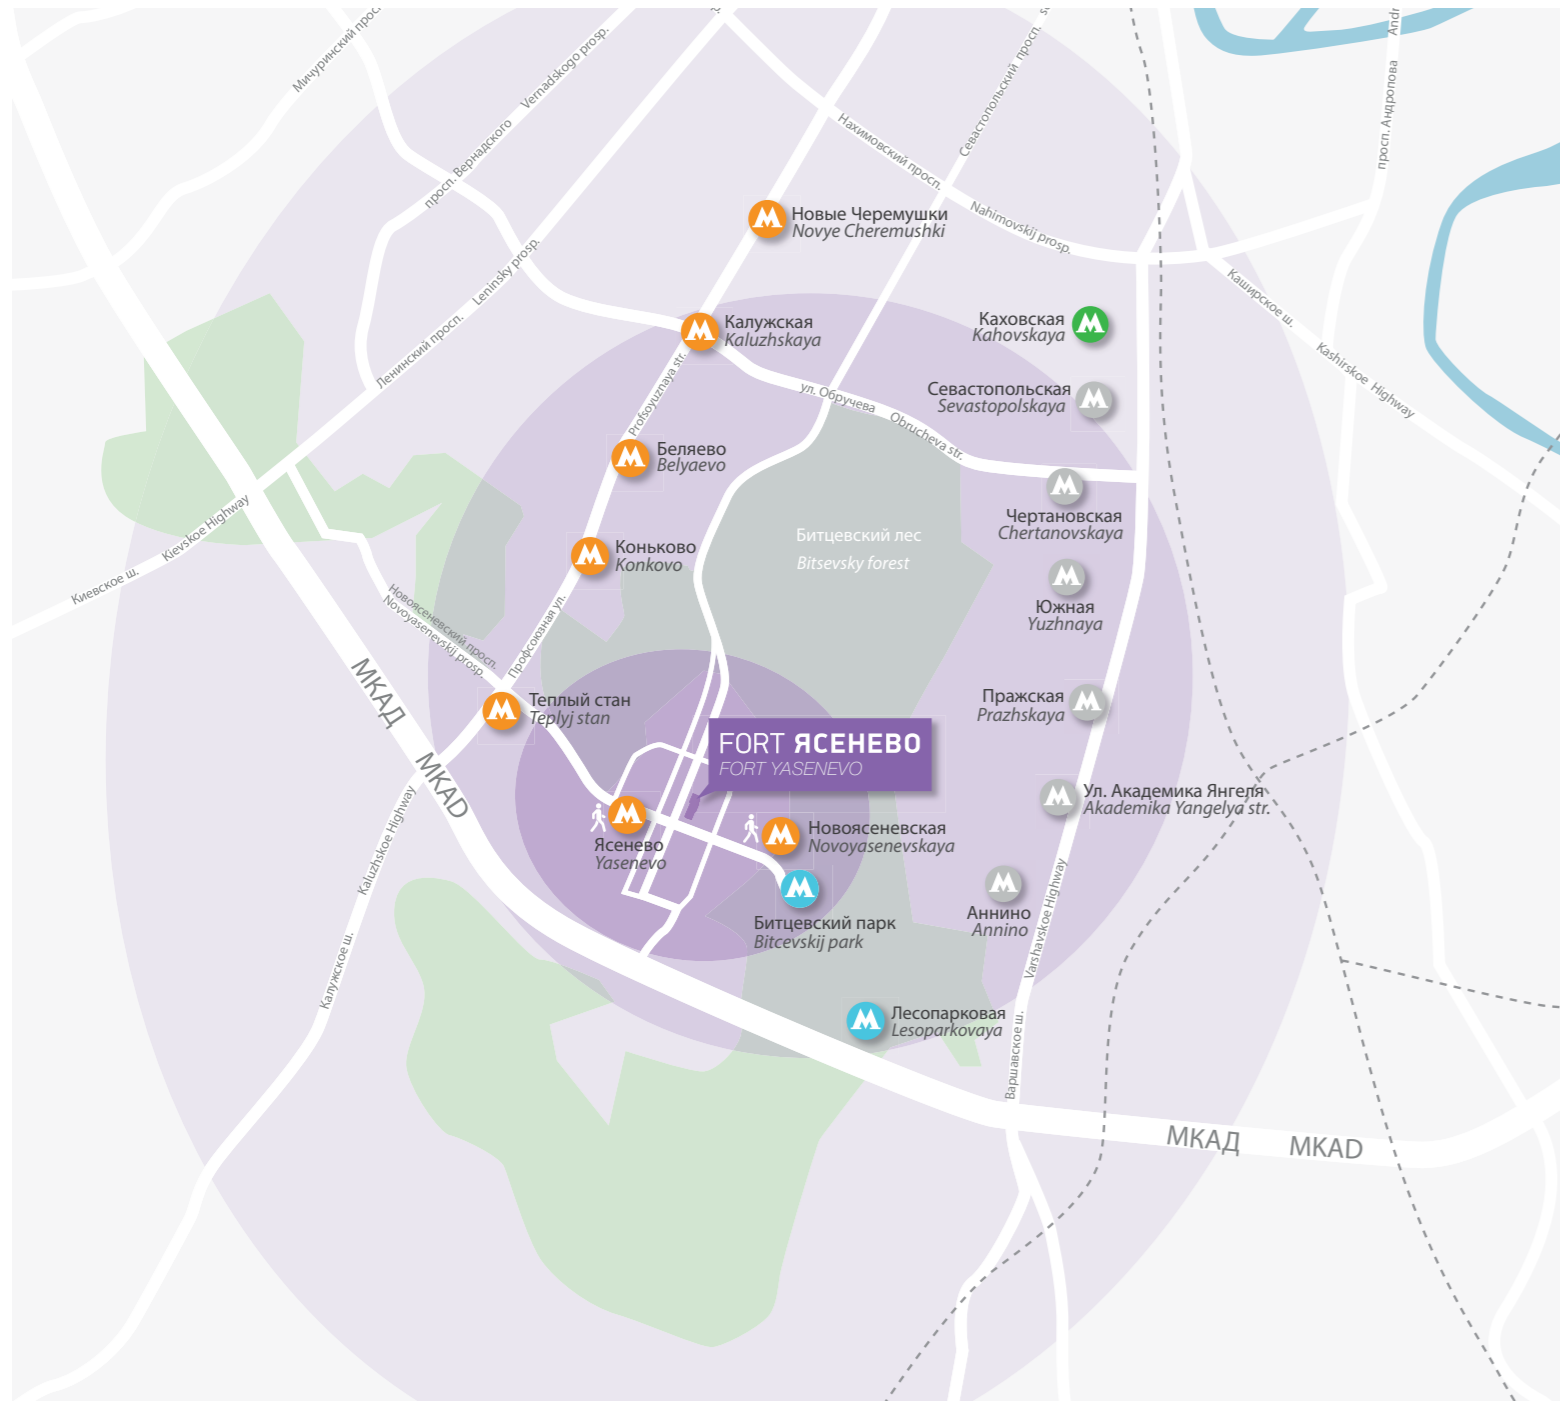 Мичуринский прос
просп. Вернадского
Vernadskogo prosp.
Севастопольский просп.
просп. Андропова
Andr
Нахимовский просп.
Nahimovskij prosp.
Новые Черемушки
Novye Cheremushki
Ленинский просп.
Leninsky prosp.
Каширское ш.
Kashirskoe Highway
Калужская
Kaluzhskaya
Каховская
Kahovskaya
Севастопольская
Sevastopolskaya
ул. Обручева
Obrucheva str.
Profsoyuznaya str.
Профсоюзная ул.
Беляево
Belyaevo
Чертановская
Chertanovskaya
Битцевский лес
Bitsevsky forest
Коньково
Konkovo
Киевское ш.
Kievskoe Highway
Новоясеневский просп.
Novoyasenevskij prosp.
Южная
Yuzhnaya
Теплый стан
Teplyj stan
Пражская
Prazhskaya
МКАД
MKAD
FORT ЯСЕНЕВО
FORT YASENEVO
Ул. Академика Янгеля
Akademika Yangelya str.
Ясенево
Yasenevo
Новоясеневская
Novoyasenevskaya
Kaluzhskoe Highway
Калужское ш.
Битцевский парк
Bitcevskij park
Аннино
Annino
Varshavskoe Highway
Варшавское ш.
Лесопарковая
Lesoparkovaya
МКАД
MKAD